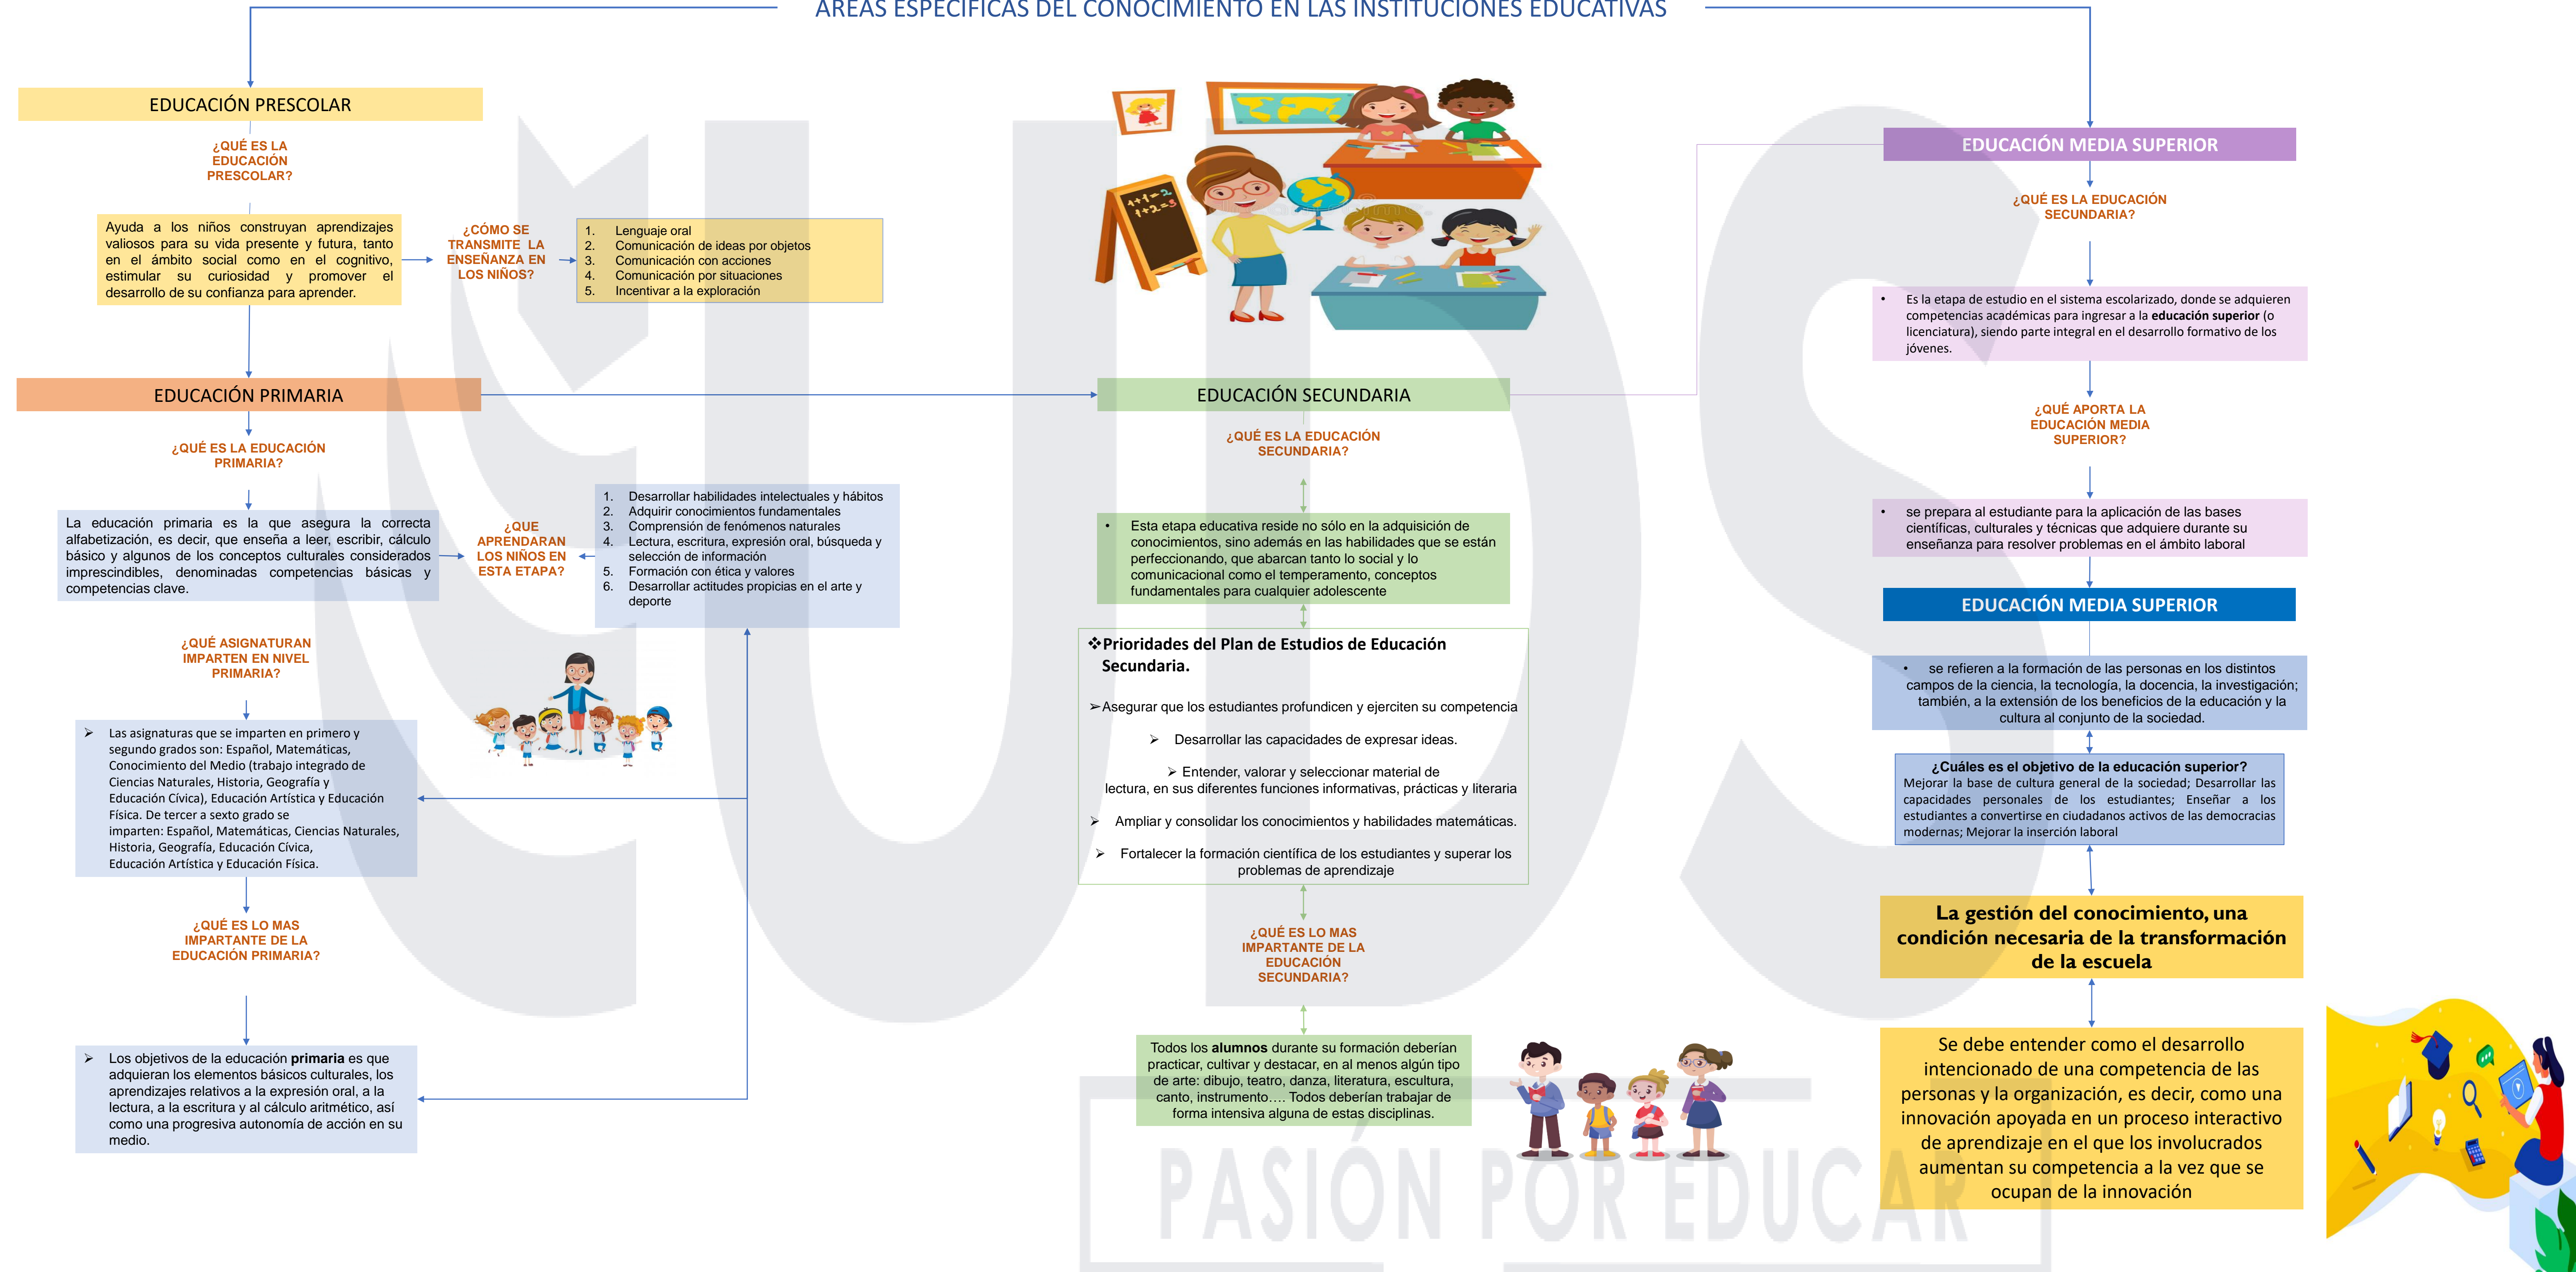 ÁREAS ESPECÍFICAS DEL CONOCIMIENTO EN LAS INSTITUCIONES EDUCATIVAS
EDUCACIÓN PRESCOLAR
¿QUÉ ES LA
EDUCACIÓN
PRESCOLAR?
Ayuda a los niños construyan aprendizajes
valiosos para su vida presente y futura, tanto
en el ámbito social como en el cognitivo,
estimular su curiosidad y promover el
desarrollo de su confianza para aprender.
¿CÓMO SE
TRANSMITE LA
ENSEÑANZA EN
LOS NIÑOS?
1. Lenguaje oral
2. Comunicación de ideas por objetos
3. Comunicación con acciones
4. Comunicación por situaciones
5. Incentivar a la exploración
EDUCACIÓN PRIMARIA
¿QUÉ ES LA EDUCACIÓN
PRIMARIA?
La educación primaria es la que asegura la correcta
alfabetización, es decir, que enseña a leer, escribir, cálculo
básico y algunos de los conceptos culturales considerados
imprescindibles, denominadas competencias básicas y
competencias clave.
¿QUE
APRENDARAN
LOS NIÑOS EN
ESTA ETAPA?
1. Desarrollar habilidades intelectuales y hábitos
2. Adquirir conocimientos fundamentales
3. Comprensión de fenómenos naturales
4. Lectura, escritura, expresión oral, búsqueda y
selección de información
5. Formación con ética y valores
6. Desarrollar actitudes propicias en el arte y
deporte
¿QUÉ ASIGNATURAN
IMPARTEN EN NIVEL
PRIMARIA?
➢ Las asignaturas que se imparten en primero y
segundo grados son: Español, Matemáticas,
Conocimiento del Medio (trabajo integrado de
Ciencias Naturales, Historia, Geografía y
Educación Cívica), Educación Artística y Educación
Física. De tercer a sexto grado se
imparten: Español, Matemáticas, Ciencias Naturales,
Historia, Geografía, Educación Cívica,
Educación Artística y Educación Física.
¿QUÉ ES LO MAS
IMPARTANTE DE LA
EDUCACIÓN PRIMARIA?
➢ Los objetivos de la educación primaria es que
adquieran los elementos básicos culturales, los
aprendizajes relativos a la expresión oral, a la
lectura, a la escritura y al cálculo aritmético, así
como una progresiva autonomía de acción en su
medio.
1+1=2
1+2=3
EDUCACIÓN SECUNDARIA
¿QUÉ ES LA EDUCACIÓN
SECUNDARIA?
• Esta etapa educativa reside no sólo en la adquisición de
conocimientos, sino además en las habilidades que se están
perfeccionando, que abarcan tanto lo social y lo
comunicacional como el temperamento, conceptos
fundamentales para cualquier adolescente
❖Prioridades del Plan de Estudios de Educación
Secundaria.
➢Asegurar que los estudiantes profundicen y ejerciten su competencia
➢ Desarrollar las capacidades de expresar ideas.
➢ Entender, valorar y seleccionar material de
lectura, en sus diferentes funciones informativas, prácticas y literaria
➢ Ampliar y consolidar los conocimientos y habilidades matemáticas.
➢ Fortalecer la formación científica de los estudiantes y superar los
problemas de aprendizaje
¿QUÉ ES LO MAS
IMPARTANTE DE LA
EDUCACIÓN
SECUNDARIA?
Todos los alumnos durante su formación deberían
practicar, cultivar y destacar, en al menos algún tipo
de arte: dibujo, teatro, danza, literatura, escultura,
canto, instrumento…. Todos deberían trabajar de
forma intensiva alguna de estas disciplinas.
EDUCACIÓN MEDIA SUPERIOR
¿QUÉ ES LA EDUCACIÓN
SECUNDARIA?
• Es la etapa de estudio en el sistema escolarizado, donde se adquieren
competencias académicas para ingresar a la educación superior (o
licenciatura), siendo parte integral en el desarrollo formativo de los
jóvenes.
¿QUÉ APORTA LA
EDUCACIÓN MEDIA
SUPERIOR?
• se prepara al estudiante para la aplicación de las bases
científicas, culturales y técnicas que adquiere durante su
enseñanza para resolver problemas en el ámbito laboral
EDUCACIÓN MEDIA SUPERIOR
• se refieren a la formación de las personas en los distintos
campos de la ciencia, la tecnología, la docencia, la investigación;
también, a la extensión de los beneficios de la educación y la
cultura al conjunto de la sociedad.
¿Cuáles es el objetivo de la educación superior?
Mejorar la base de cultura general de la sociedad; Desarrollar las
capacidades personales de los estudiantes; Enseñar a los
estudiantes a convertirse en ciudadanos activos de las democracias
modernas; Mejorar la inserción laboral
La gestión del conocimiento, una
condición necesaria de la transformación
de la escuela
Se debe entender como el desarrollo
intencionado de una competencia de las
personas y la organización, es decir, como una
innovación apoyada en un proceso interactivo
de aprendizaje en el que los involucrados
aumentan su competencia a la vez que se
ocupan de la innovación
UDS
PASIÓN POR EDUCAR